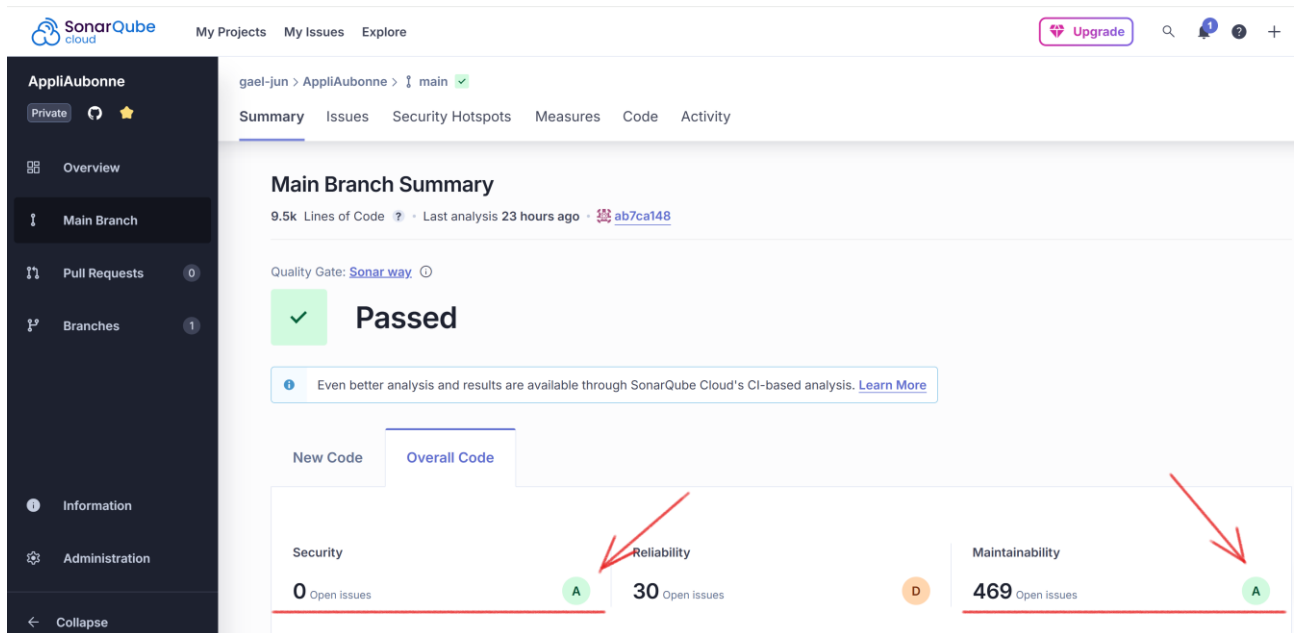 SonarQube
cloud
My Projects My Issues Explore
Upgrade
1
?
AppliAubonne
Private
Overview
Main Branch
Pull Requests 0
Branches 1
Information
Administration
Collapse
gael-jun > AppliAubonne > main
Summary Issues Security Hotspots Measures Code Activity
Main Branch Summary
9.5k Lines of Code ? • Last analysis 23 hours ago • ab7ca148
Quality Gate: Sonar way
Passed
Even better analysis and results are available through SonarQube Cloud's CI-based analysis. Learn More
New Code Overall Code
Security Reliability Maintainability
0 Open issues A 30 Open issues D 469 Open issues A